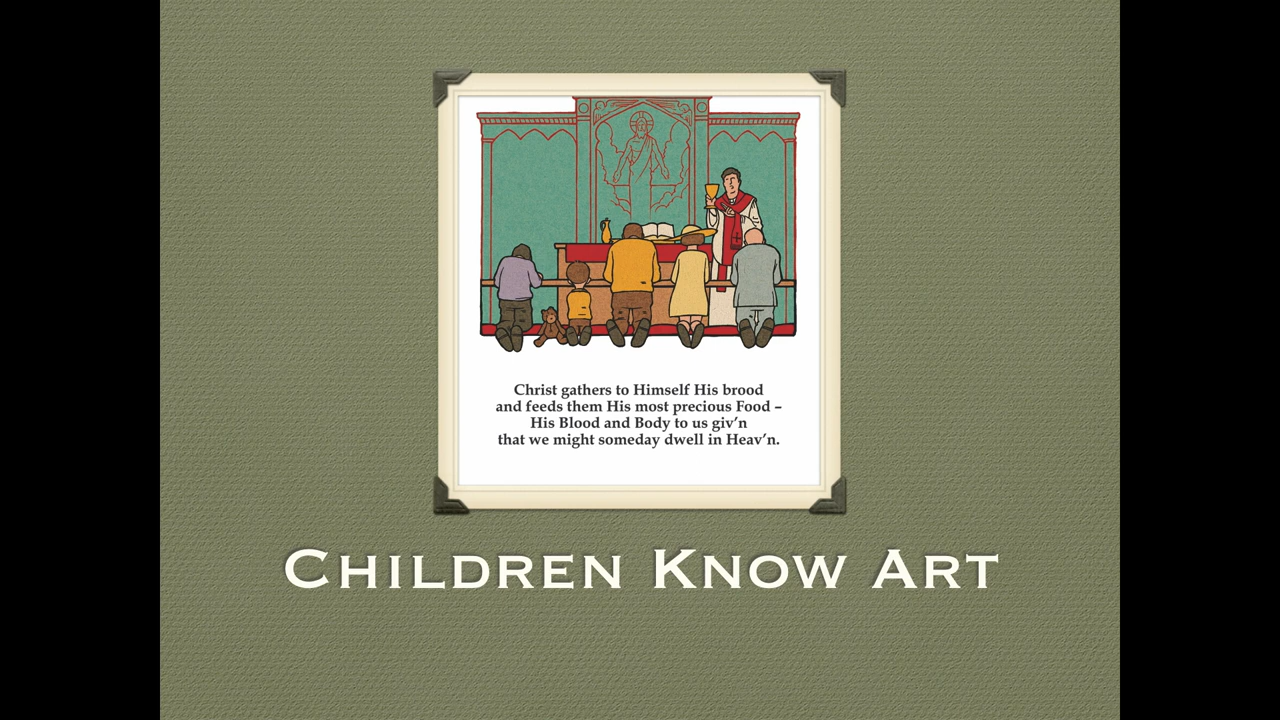 Christ gathers to Himself His brood
and feeds them His most precious Food –
His Blood and Body to us giv’n
that we might someday dwell in Heav’n.
Children Know Art